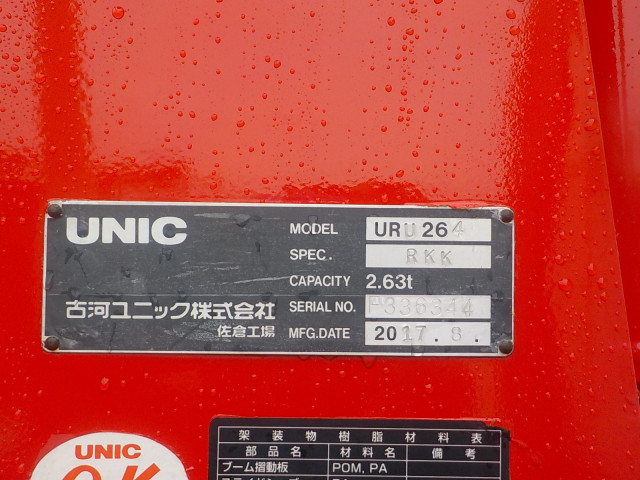 UNIC
MODEL URU264
SPEC. RKK
CAPACITY 2.63t
古河ユニック株式会社
SERIAL NO. P336344
佐倉工場
MFG.DATE 2017.8.
UNIC
OK
架装物樹脂材料表
部品名 材料名 備考
ブーム摺動板 POM, PA